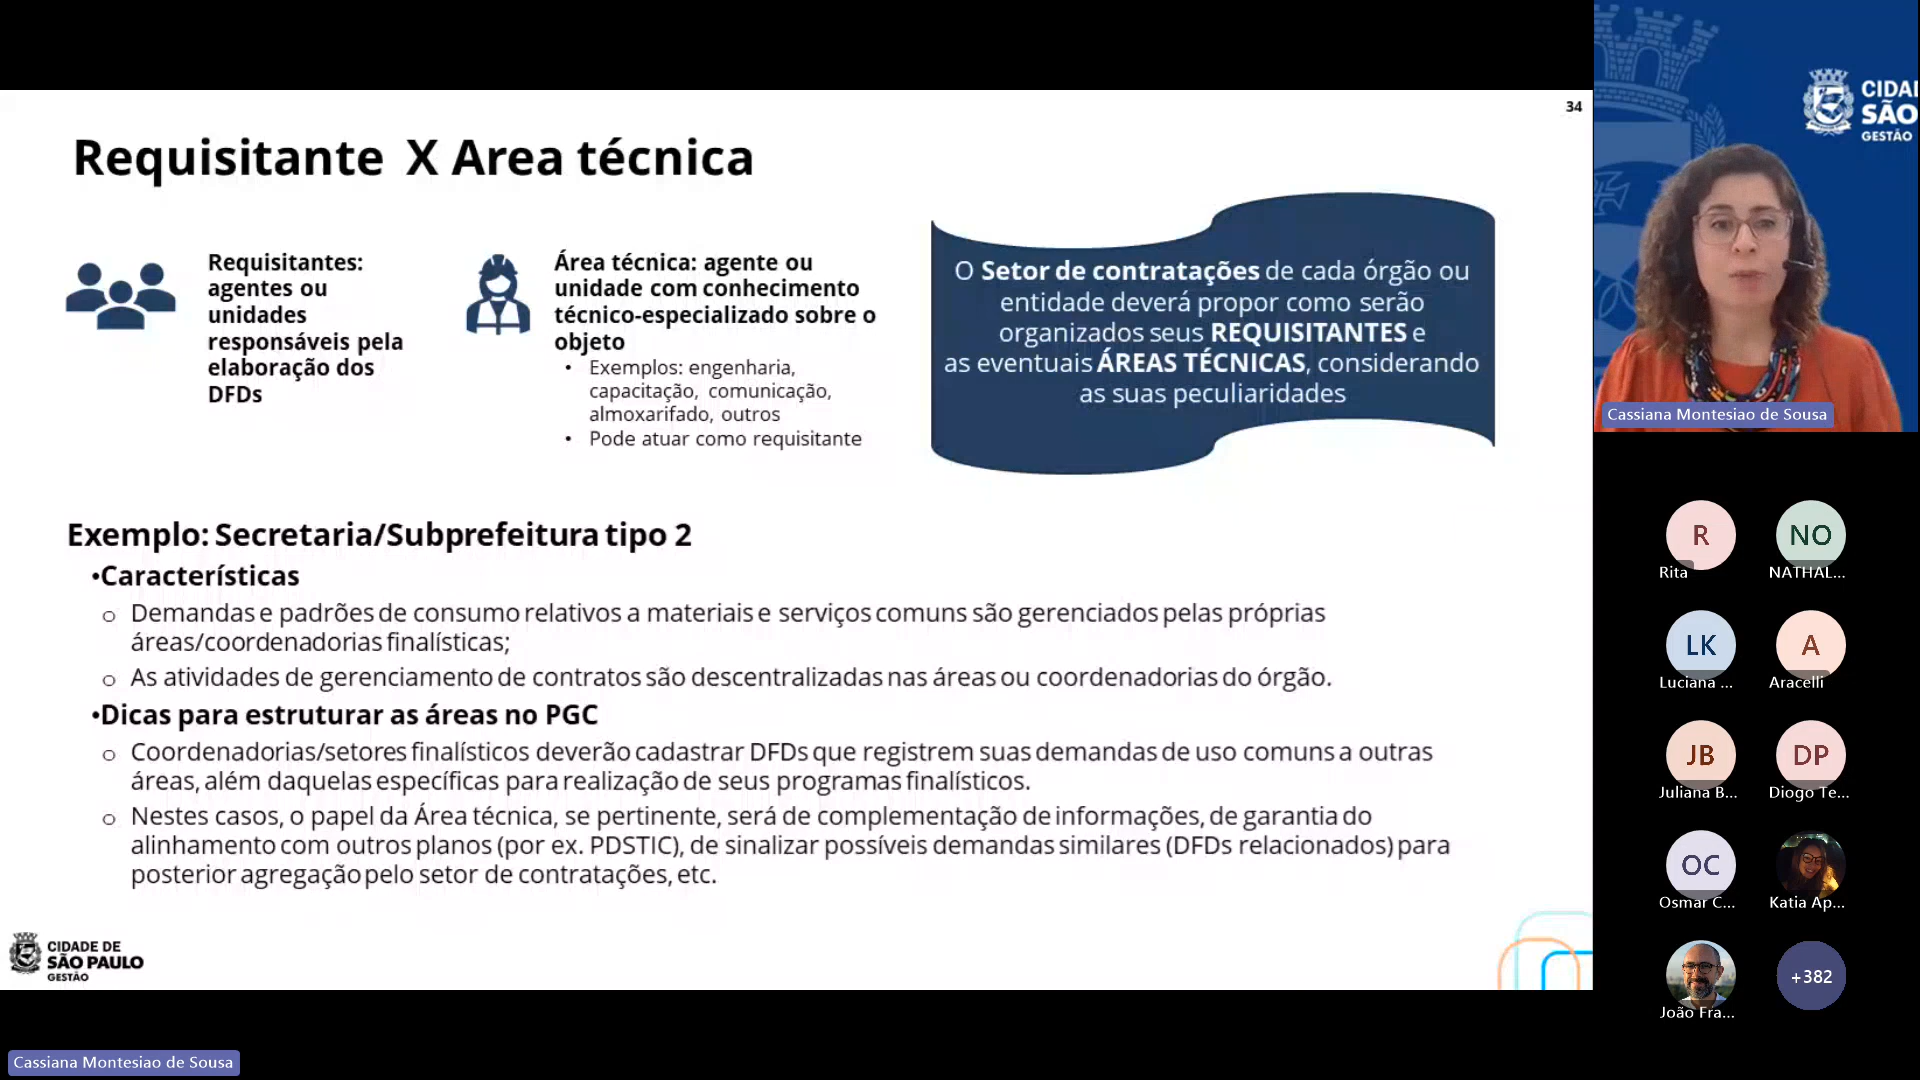 34
Requisitante X Area técnica
Requisitantes:
agentes ou
unidades
responsáveis pela
elaboração dos
DFDs
Área técnica: agente ou
unidade com conhecimento
técnico-especializado sobre o
objeto
• Exemplos: engenharia,
capacitação, comunicação,
almoxarifado, outros
• Pode atuar como requisitante
O Setor de contratações de cada órgão ou
entidade deverá propor como serão
organizados seus REQUISITANTES e
as eventuais ÁREAS TÉCNICAS, considerando
as suas peculiaridades
Exemplo: Secretaria/Subprefeitura tipo 2
•Características
o Demandas e padrões de consumo relativos a materiais e serviços comuns são gerenciados pelas próprias
áreas/coordenadorias finalísticas;
o As atividades de gerenciamento de contratos são descentralizadas nas áreas ou coordenadorias do órgão.
•Dicas para estruturar as áreas no PGC
o Coordenadorias/setores finalísticos deverão cadastrar DFDs que registrem suas demandas de uso comuns a outras
áreas, além daquelas específicas para realização de seus programas finalísticos.
o Nestes casos, o papel da Área técnica, se pertinente, será de complementação de informações, de garantia do
alinhamento com outros planos (por ex. PDSTIC), de sinalizar possíveis demandas similares (DFDs relacionados) para
posterior agregação pelo setor de contratações, etc.
CIDADE DE
SÃO PAULO
GESTÃO
Cassiana Montesiao de Sousa
CIDA
SÃO
GESTÃO
Cassiana Montesiao de Sousa
R
Rita
NO
NATHAL...
LK
Luciana ...
A
Aracelli
JB
Juliana B...
DP
Diogo Te...
OC
Osmar C...
Katia Ap...
João Fra...
+382